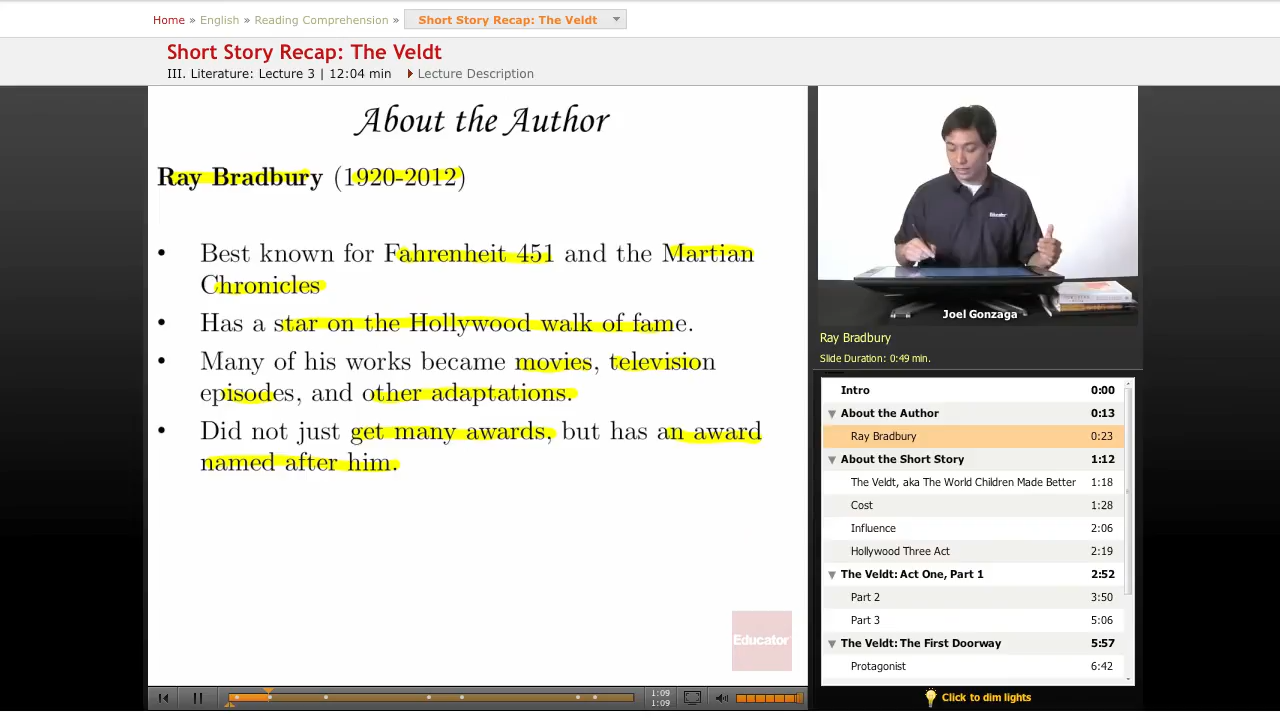 Home » English » Reading Comprehension » Short Story Recap: The Veldt
Short Story Recap: The Veldt
III. Literature: Lecture 3 | 12:04 min Lecture Description
About the Author
Ray Bradbury (1920-2012)
• Best known for Fahrenheit 451 and the Martian
Chronicles
• Has a star on the Hollywood walk of fame.
• Many of his works became movies, television
episodes, and other adaptations.
• Did not just get many awards, but has an award
named after him.
Educator
Educator
Joel Gonzaga
Ray Bradbury
Slide Duration: 0:49 min.
Intro 0:00
About the Author 0:13
Ray Bradbury 0:23
About the Short Story 1:12
The Veldt, aka The World Children Made Better 1:18
Cost 1:28
Influence 2:06
Hollywood Three Act 2:19
The Veldt: Act One, Part 1 2:52
Part 2 3:50
Part 3 5:06
The Veldt: The First Doorway 5:57
Protagonist 6:42
1:09
1:09
Click to dim lights